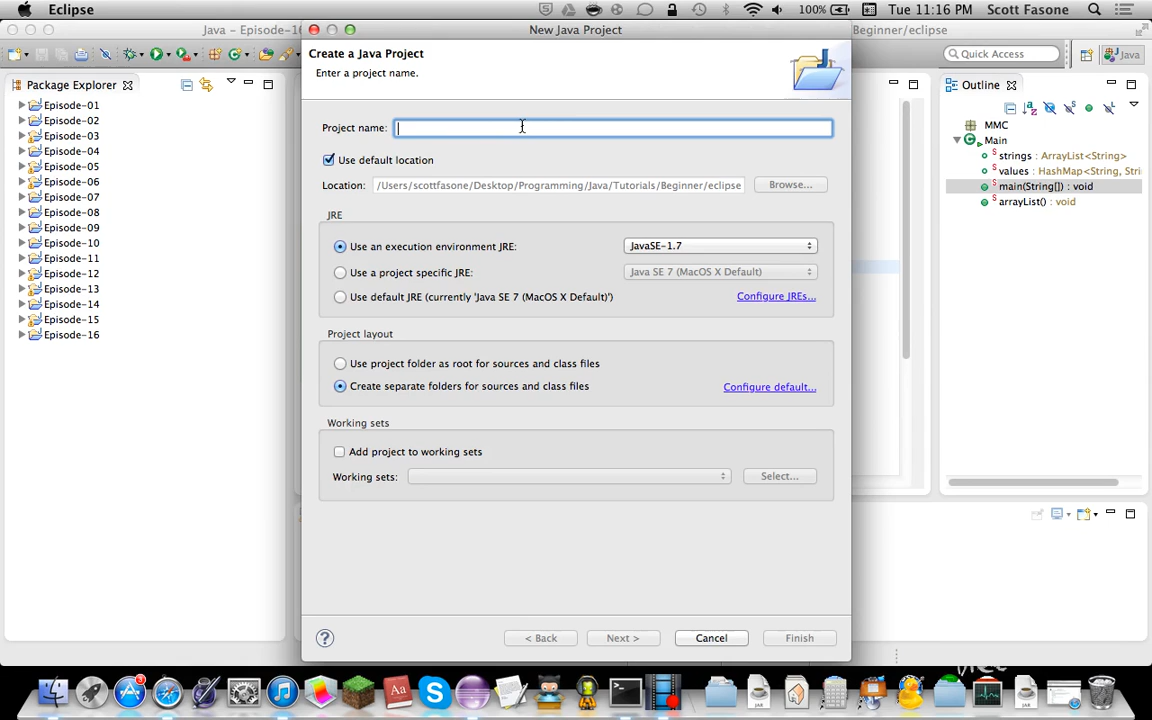 Eclipse
100%
Tue 11:16 PM
Scott Fasone
Java – Episode-16
New Java Project
Beginner/eclipse
Create a Java Project
Enter a project name.
Quick Access
Java
Package Explorer
Episode-01
Episode-02
Episode-03
Episode-04
Episode-05
Episode-06
Episode-07
Episode-08
Episode-09
Episode-10
Episode-11
Episode-12
Episode-13
Episode-14
Episode-15
Episode-16
Project name:
Use default location
Location: /Users/scottfasone/Desktop/Programming/Java/Tutorials/Beginner/eclipse
Browse...
JRE
Use an execution environment JRE: JavaSE-1.7
Use a project specific JRE: Java SE 7 (MacOS X Default)
Use default JRE (currently 'Java SE 7 (MacOS X Default)') Configure JREs...
Project layout
Use project folder as root for sources and class files
Create separate folders for sources and class files Configure default...
Working sets
Add project to working sets
Working sets: Select...
? < Back Next > Cancel Finish
Outline
MMC
Main
strings : ArrayList<String>
values : HashMap<String, Stri
main(String[]) : void
arrayList() : void
3
JAR
JAR